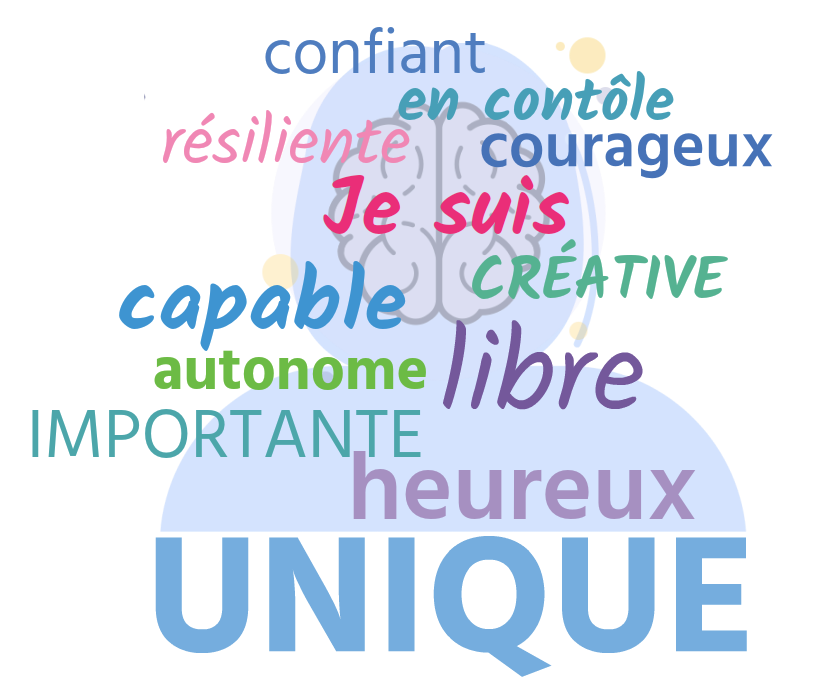 confiant
en contôle
résiliente
courageux
Je suis
CRÉATIVE
capable
libre
autonome
IMPORTANTE
heureux
UNIQUE